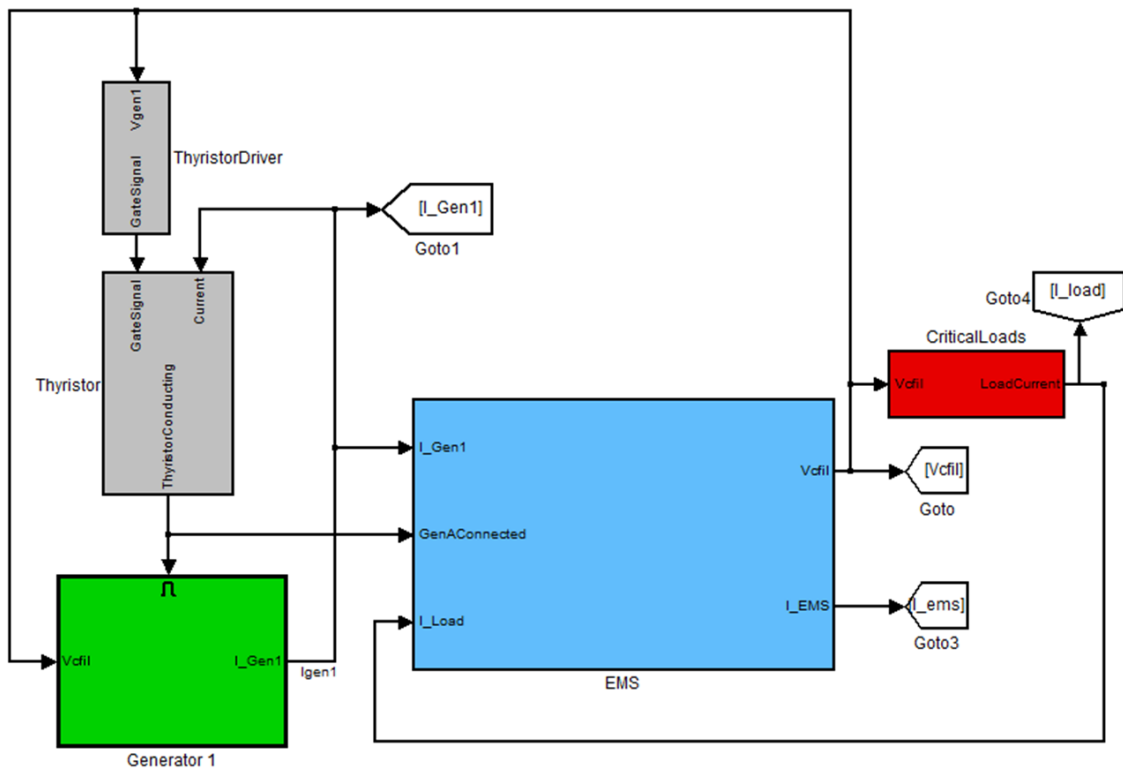 Vgen1
GateSignal
ThyristorDriver
[I_Gen1]
Goto1
GateSignal
Current
ThyristorConducting
Thyristor
[I_load]
Goto4
CriticalLoads
Vcfil
LoadCurrent
I_Gen1
GenAConnected
I_Load
Vcfil
I_EMS
EMS
[Vcfil]
Goto
[I_ems]
Goto3
Vcfil
I_Gen1
Igen1
Generator 1